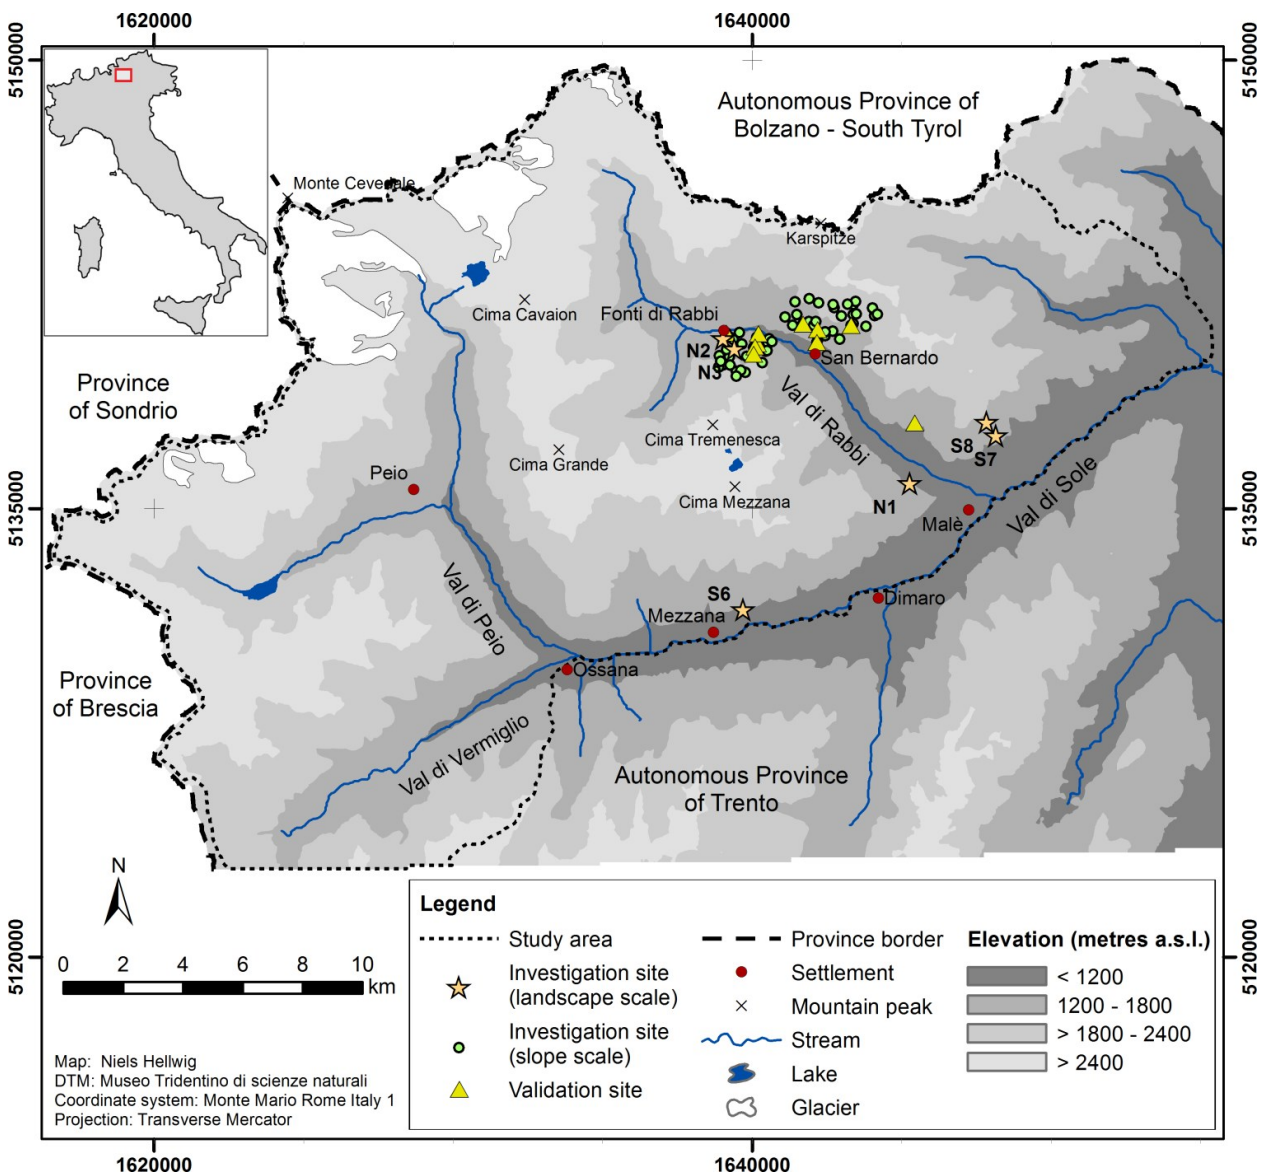 1620000
1640000
5150000
5150000
Autonomous Province of
Bolzano - South Tyrol
Monte Cevedale
Karspitze
Cima Cavaion
Fonti di Rabbi
N2
N3
San Bernardo
Province
of Sondrio
Val di Rabbi
Cima Tremenesca
Cima Grande
S8
S7
Peio
Cima Mezzana
N1
Malè
Val di Sole
5135000
5135000
Val di Peio
S6
Mezzana
Dimaro
Ossana
Province
of Brescia
Val di Vermiglio
Autonomous Province
of Trento
N
0 2 4 6 8 10
km
Legend
Study area
Investigation site
(landscape scale)
Investigation site
(slope scale)
Validation site
Province border
Settlement
Mountain peak
Stream
Lake
Glacier
Elevation (metres a.s.l.)
< 1200
1200 - 1800
> 1800 - 2400
> 2400
5120000
5120000
Map: Niels Hellwig
DTM: Museo Tridentino di scienze naturali
Coordinate system: Monte Mario Rome Italy 1
Projection: Transverse Mercator
1620000
1640000